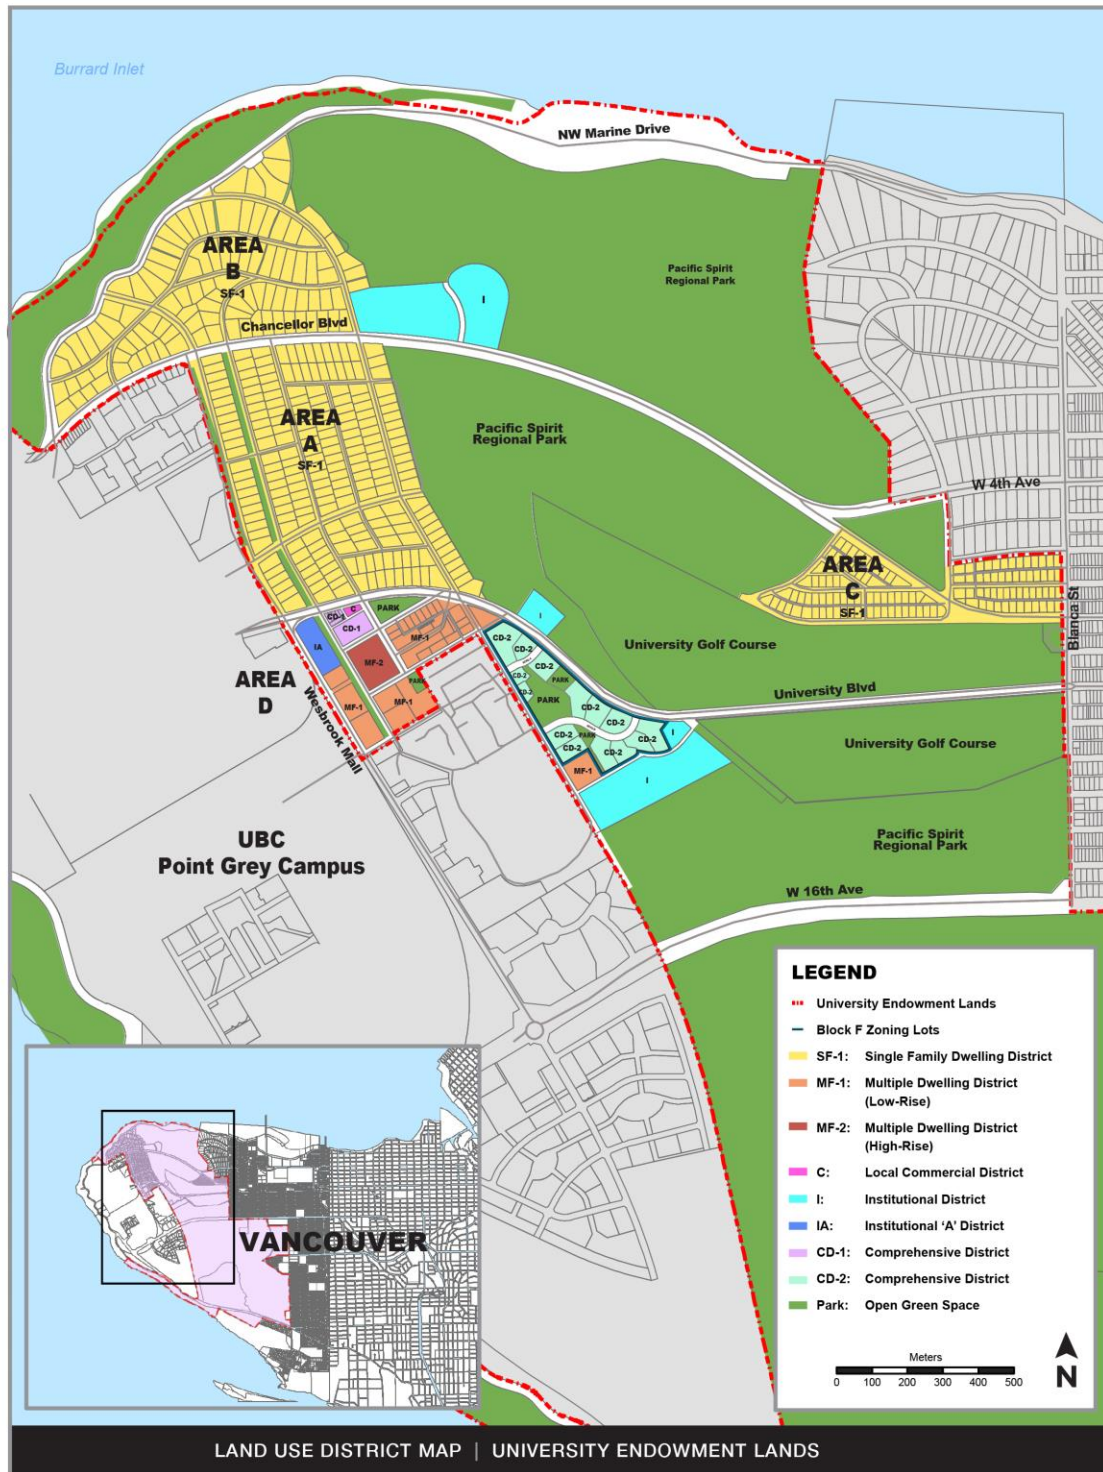 Burrard Inlet
NW Marine Drive
AREA
B
SF-1
Pacific Spirit
Regional Park
I
Chancellor Blvd
AREA
A
SF-1
Pacific Spirit
Regional Park
W 4th Ave
AREA
C
SF-1
Blanca St
CD-1
C
PARK
CD-1
I
IA
MF-1
CD-2
CD-2
CD-2
University Golf Course
MF-2
PARK
CD-2
PARK
CD-2
PARK
AREA
D
MF-1
MF-1
University Blvd
Wesbrook Mall
CD-2
CD-2
CD-2
PARK
CD-2
CD-2
CD-2
I
University Golf Course
MF-1
I
UBC
Point Grey Campus
Pacific Spirit
Regional Park
W 16th Ave
LEGEND
University Endowment Lands
Block F Zoning Lots
SF-1: Single Family Dwelling District
MF-1: Multiple Dwelling District
(Low-Rise)
MF-2: Multiple Dwelling District
(High-Rise)
C: Local Commercial District
I: Institutional District
IA: Institutional ‘A’ District
CD-1: Comprehensive District
CD-2: Comprehensive District
Park: Open Green Space
Meters
0 100 200 300 400 500
N
VANCOUVER
LAND USE DISTRICT MAP | UNIVERSITY ENDOWMENT LANDS